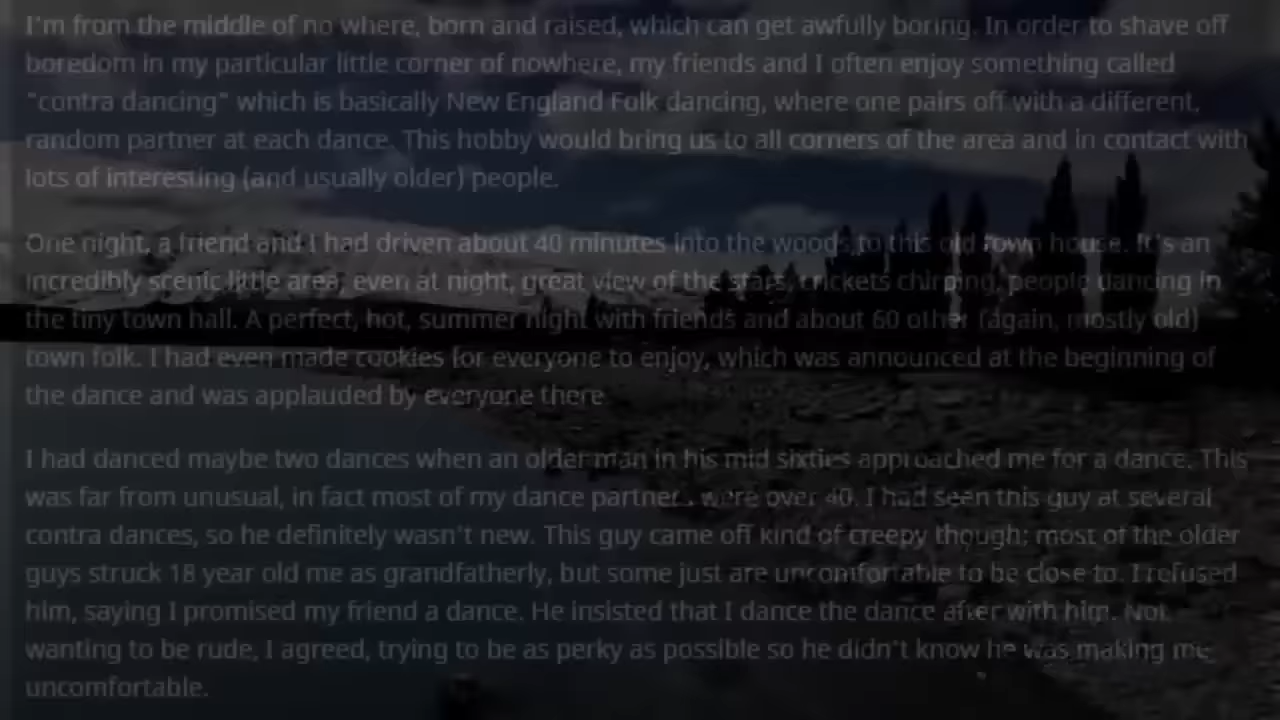 I'm from the middle of no where, born and raised, which can get awfully boring. In order to shave off
boredom in my particular little corner of nowhere, my friends and I often enjoy something called
"contra dancing" which is basically New England Folk dancing, where one pairs off with a different,
random partner at each dance. This hobby would bring us to all corners of the area and in contact with
lots of interesting (and usually older) people.
One night, a friend and I had driven about 40 minutes into the woods to this old town house. It's an
incredibly scenic little area, even at night, great view of the stars, crickets chirping, people dancing in
the tiny town hall. A perfect, hot, summer night with friends and about 60 other (again, mostly old)
town folk. I had even made cookies for everyone to enjoy, which was announced at the beginning of
the dance and was applauded by everyone there.
I had danced maybe two dances when an older man in his mid sixties approached me for a dance. This
was far from unusual, in fact most of my dance partners were over 40. I had seen this guy at several
contra dances, so he definitely wasn't new. This guy came off kind of creepy though; most of the older
guys struck 18 year old me as grandfatherly, but some just are uncomfortable to be close to. I refused
him, saying I promised my friend a dance. He insisted that I dance the dance after with him. Not
wanting to be rude, I agreed, trying to be as perky as possible so he didn't know he was making me
uncomfortable.